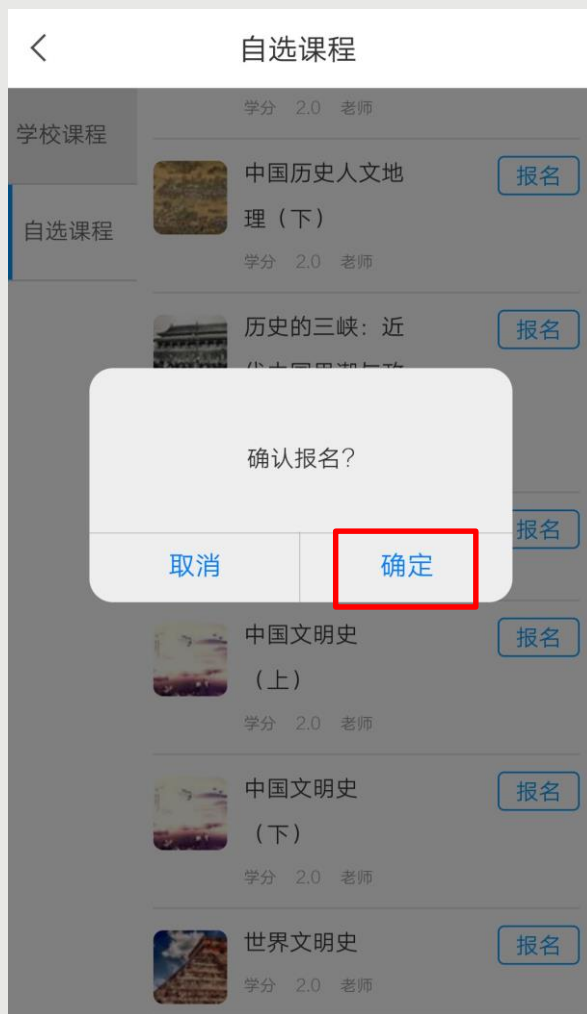 自选课程
学校课程
自选课程
学分 2.0 老师
中国历史人文地
理（下）
报名
学分 2.0 老师
历史的三峡：近
报名
确认报名？
取消
确定
报名
中国文明史
（上）
报名
学分 2.0 老师
中国文明史
（下）
报名
学分 2.0 老师
世界文明史
报名
学分 2.0 老师